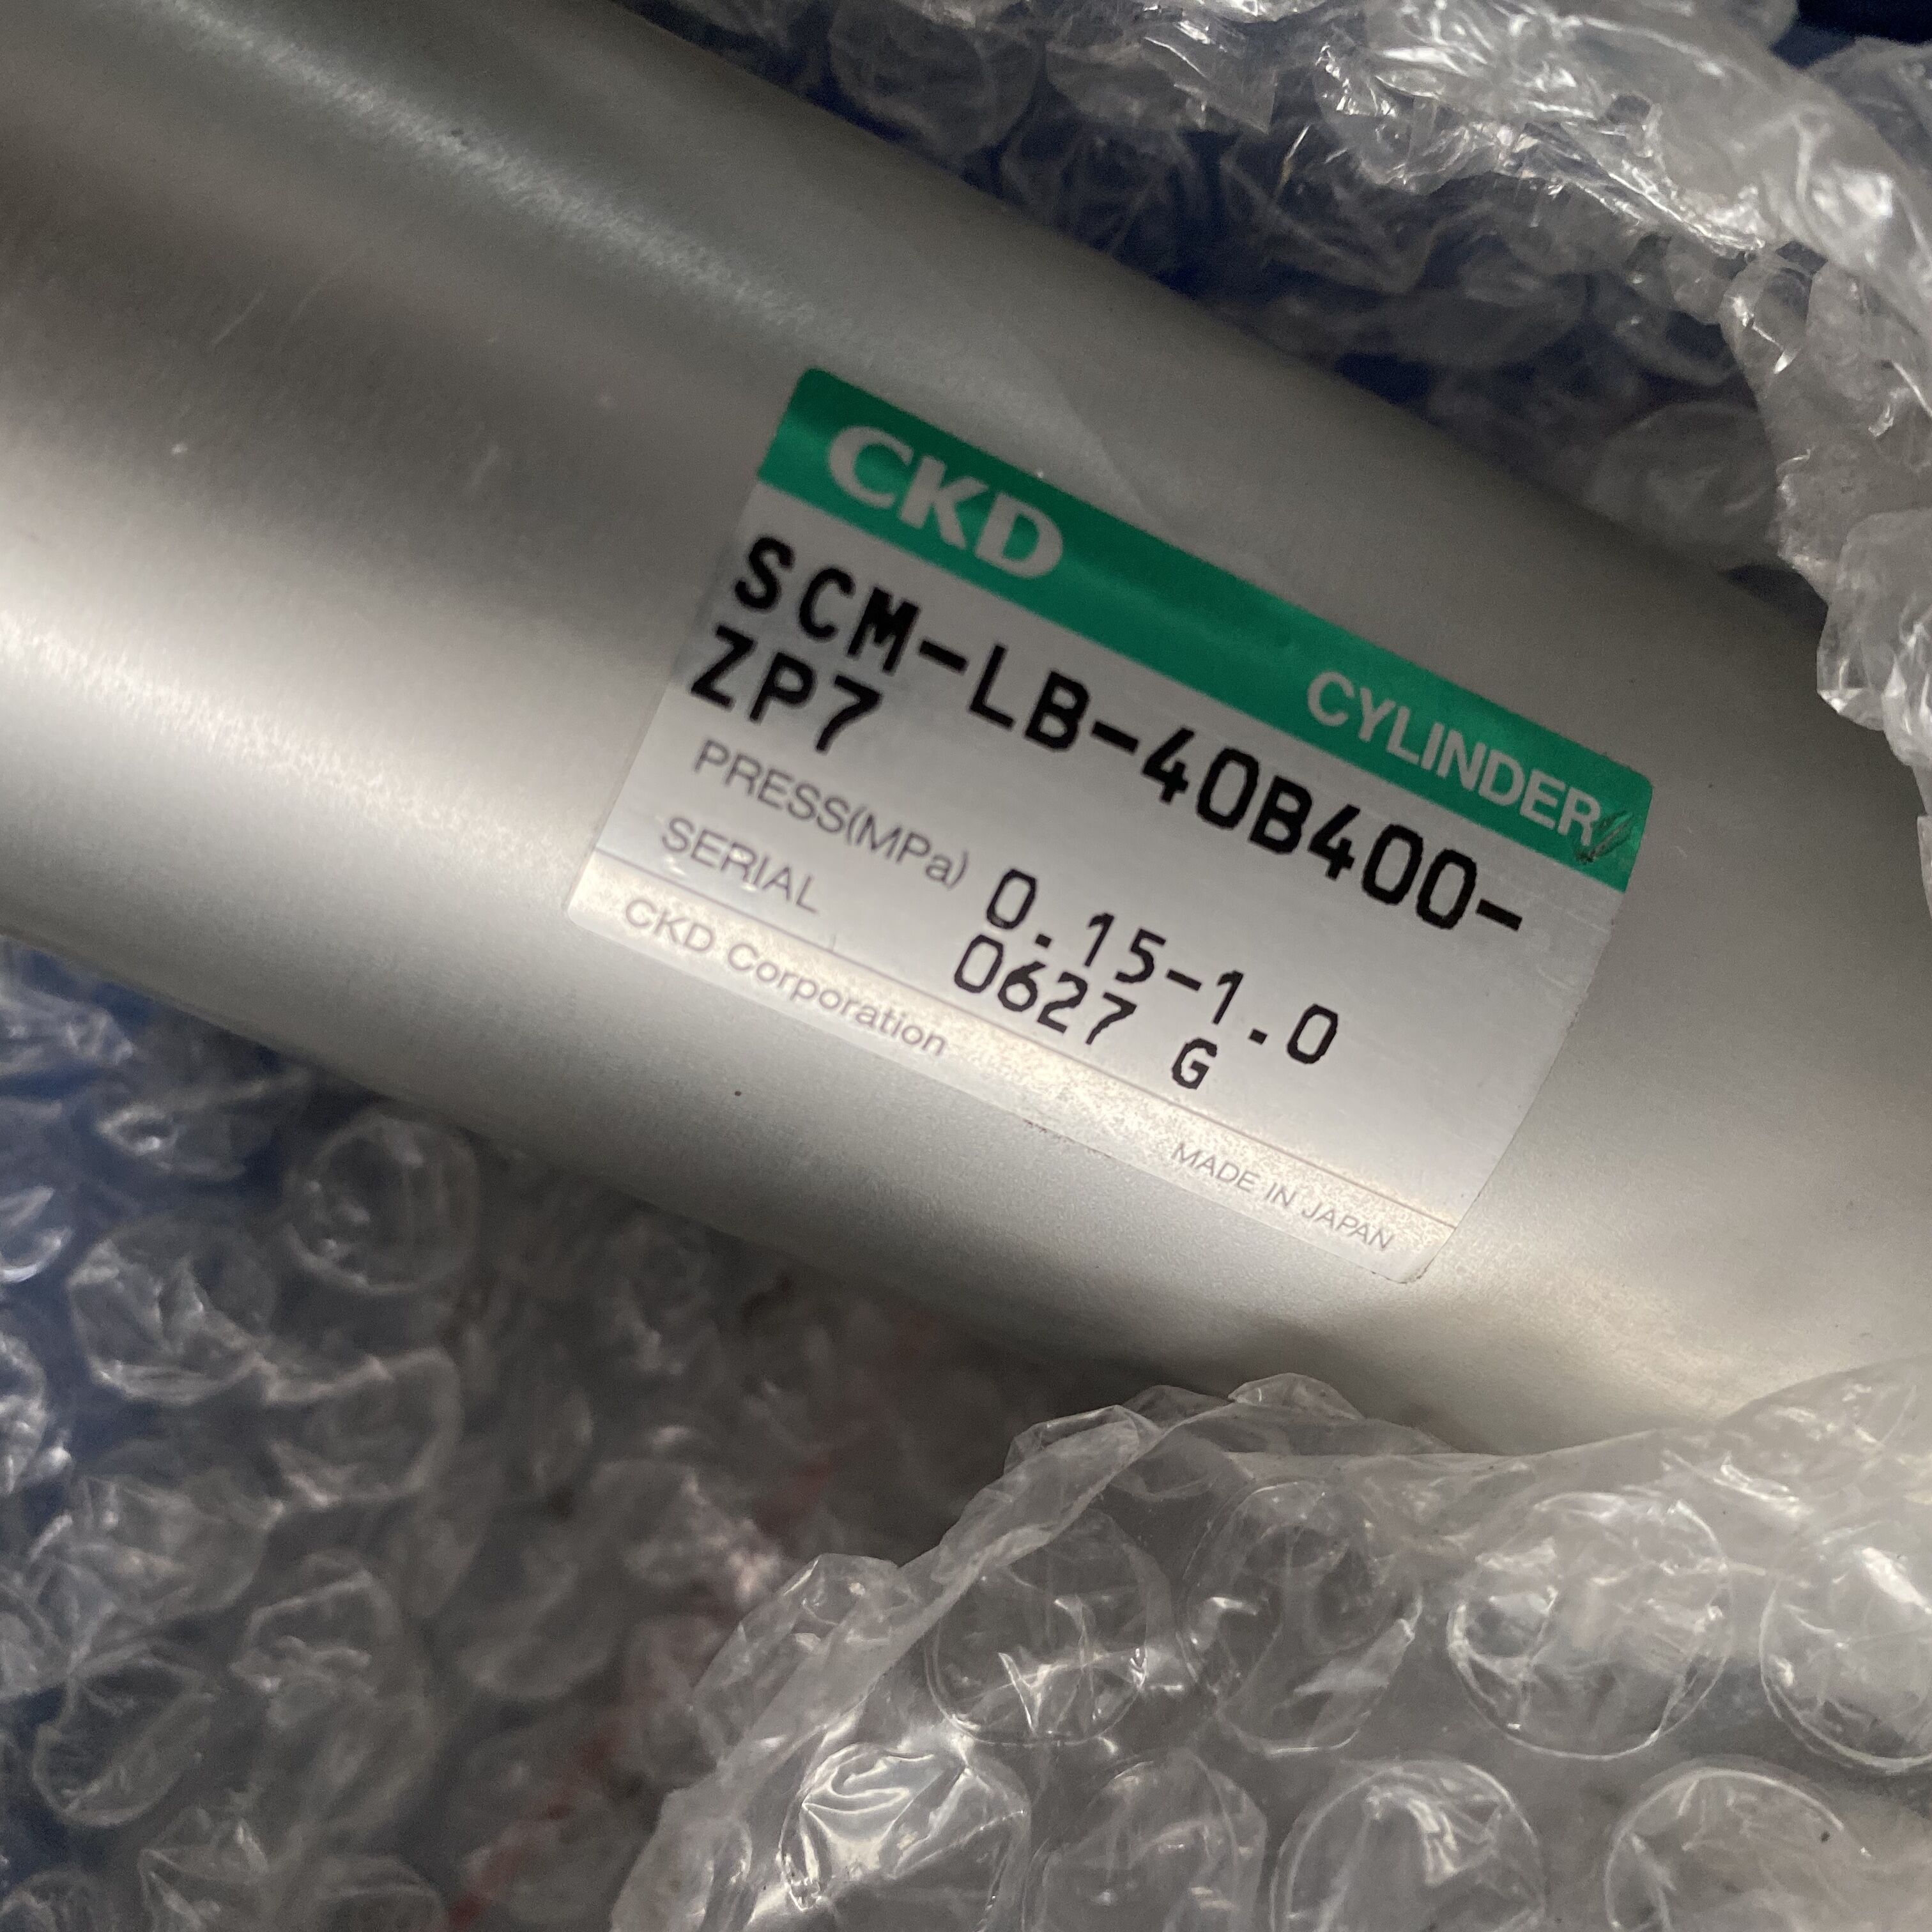 CKD CYLINDER
SCM-LB-40B400-
ZP7
PRESS(MPa) 0.15-1.0
SERIAL 0627 G
CKD Corporation MADE IN JAPAN